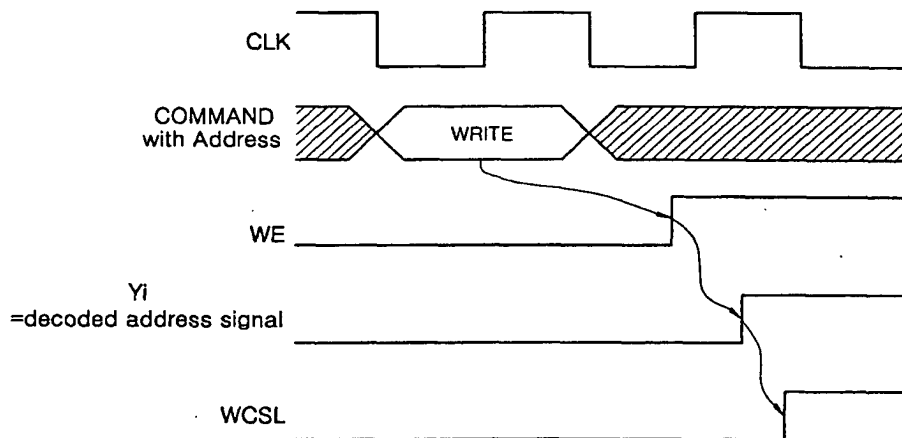 CLK
COMMAND
with Address
WRITE
WE
Yi
=decoded address signal
WCSL